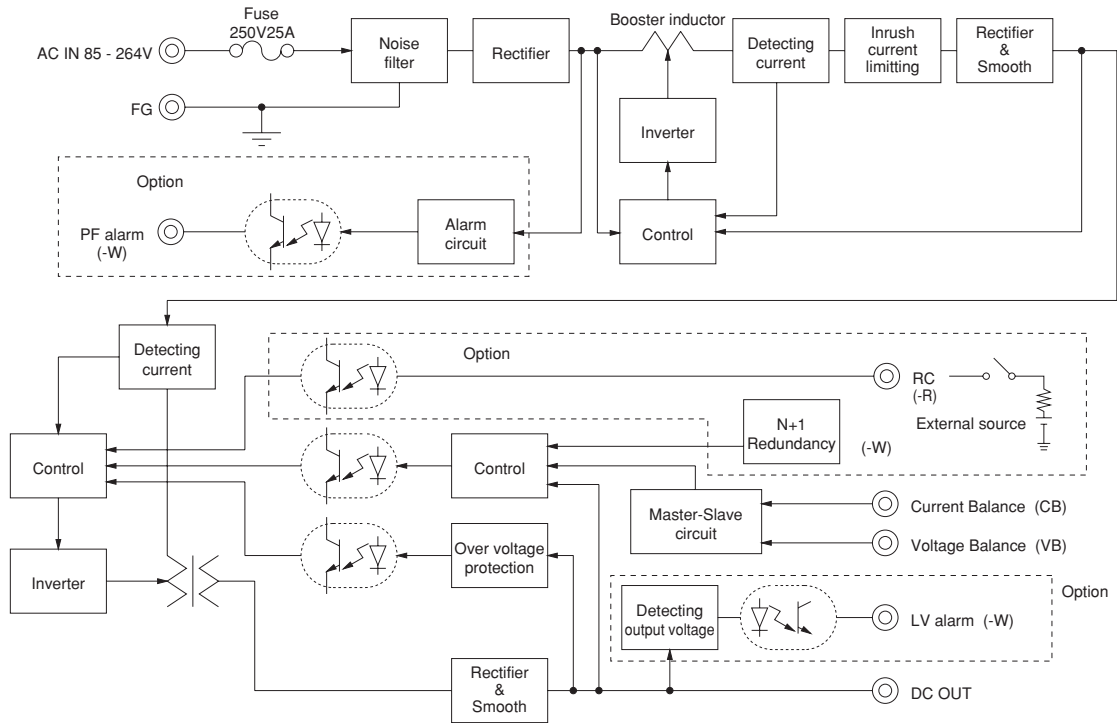 Fuse
250V25A
AC IN 85 - 264V
Noise
filter
Rectifier
Booster inductor
Detecting
current
Inrush
current
limitting
Rectifier
&
Smooth
FG
Inverter
Option
PF alarm
(-W)
Alarm
circuit
Control
Detecting
current
Option
RC
(-R)
External source
N+1
Redundancy
(-W)
Control
Control
Master-Slave
circuit
Current Balance (CB)
Voltage Balance (VB)
Inverter
Over voltage
protection
Option
Detecting
output voltage
LV alarm (-W)
Rectifier
&
Smooth
DC OUT